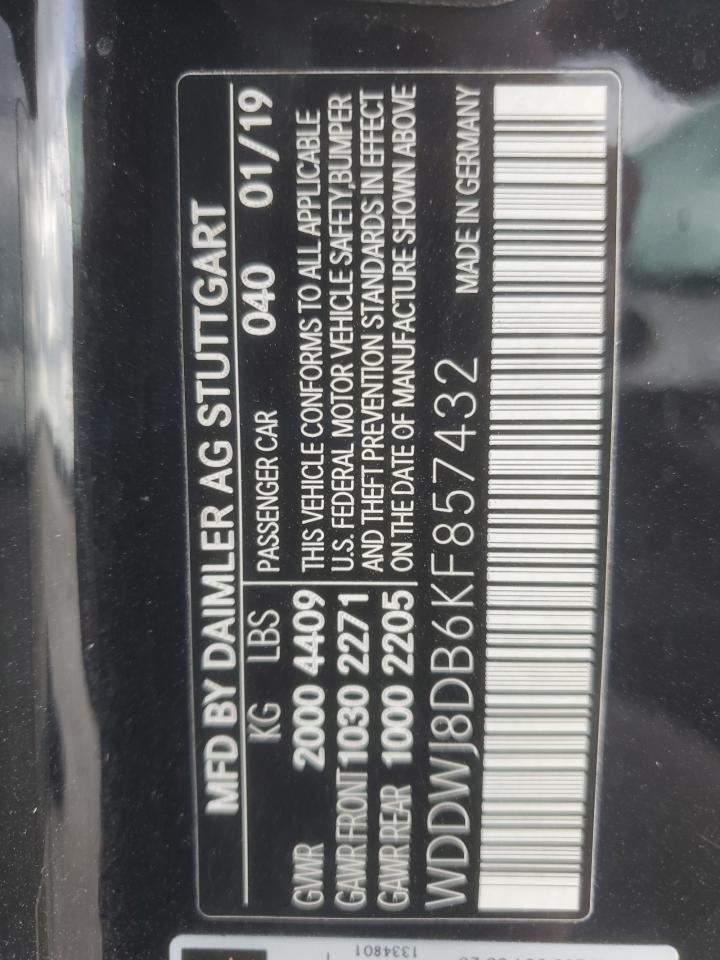 MFD BY DAIMLER AG STUTTGART
KG LBS PASSENGER CAR 040 01/19
GVWR 2000 4409 THIS VEHICLE CONFORMS TO ALL APPLICABLE
U.S. FEDERAL MOTOR VEHICLE SAFETY,BUMPER
GAWR FRONT 1030 2271 AND THEFT PREVENTION STANDARDS IN EFFECT
GAWR REAR 1000 2205 ON THE DATE OF MANUFACTURE SHOWN ABOVE
WDDWJ8DB6KF857432 MADE IN GERMANY
1334801